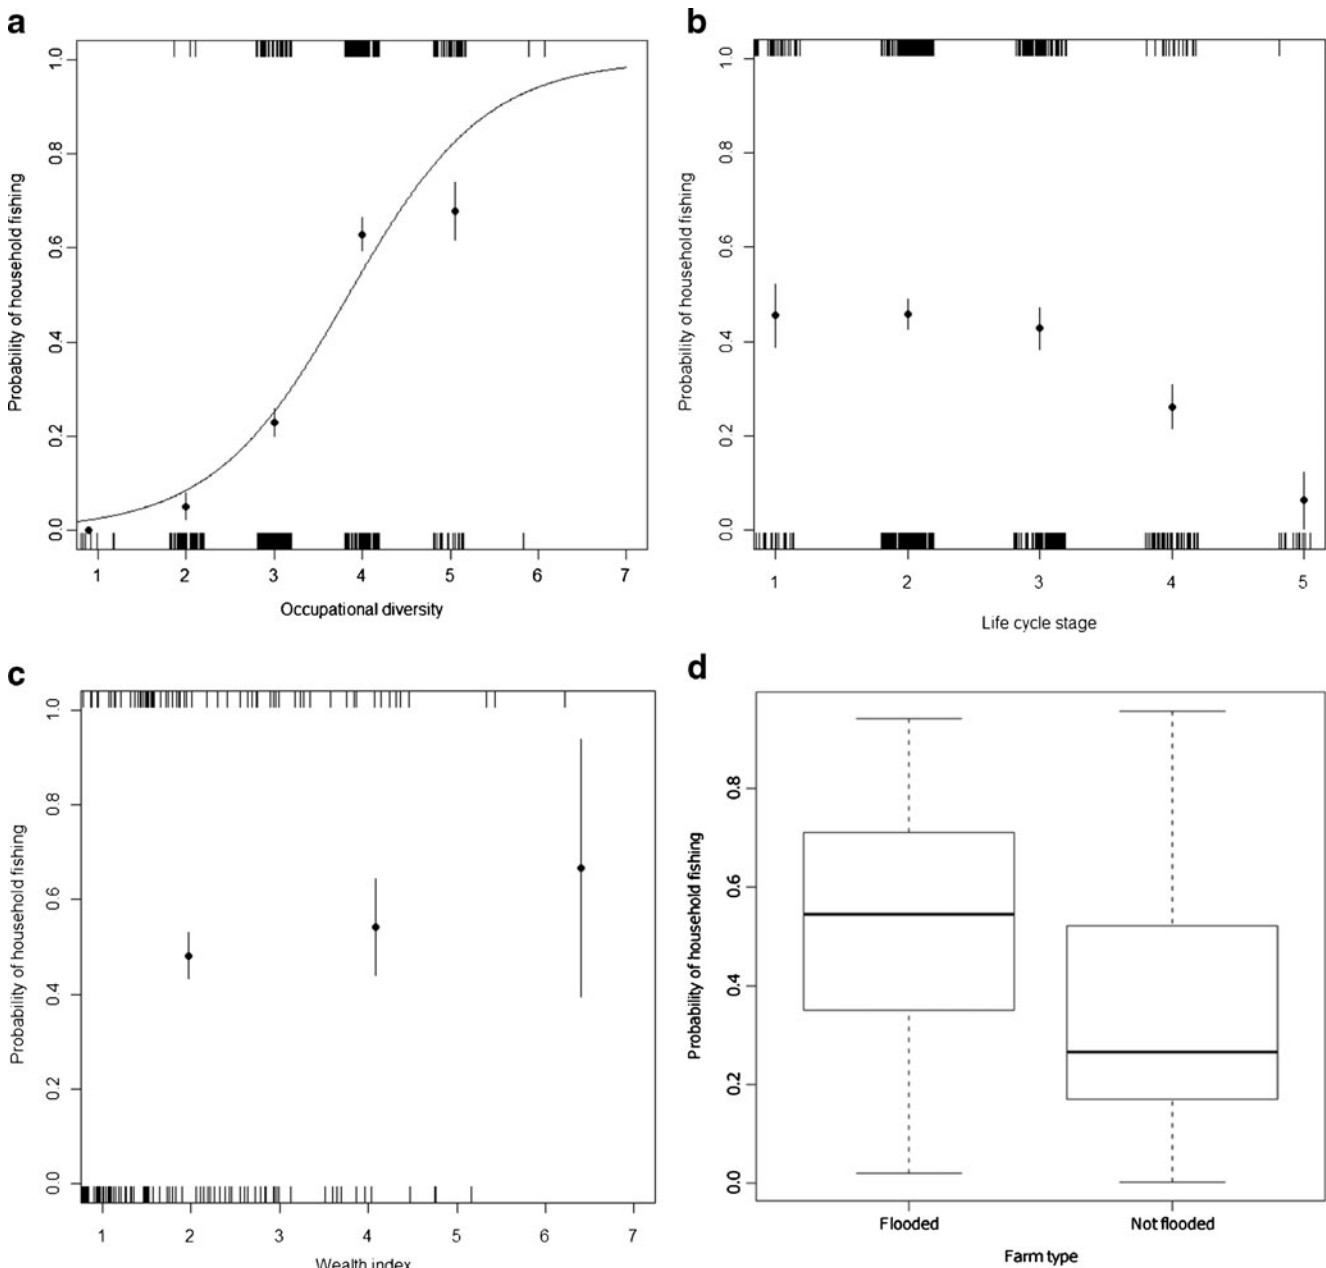 a
Probability of household fishing
0.0 0.2 0.4 0.6 0.8 1.0
1 2 3 4 5 6 7
Occupational diversity
b
Probability of household fishing
0.0 0.2 0.4 0.6 0.8 1.0
1 2 3 4 5
Life cycle stage
c
Probability of household fishing
0.0 0.2 0.4 0.6 0.8 1.0
1 2 3 4 5 6 7
Wealth index
d
Probability of household fishing
0.0 0.2 0.4 0.6 0.8
Flooded Not flooded
Farm type